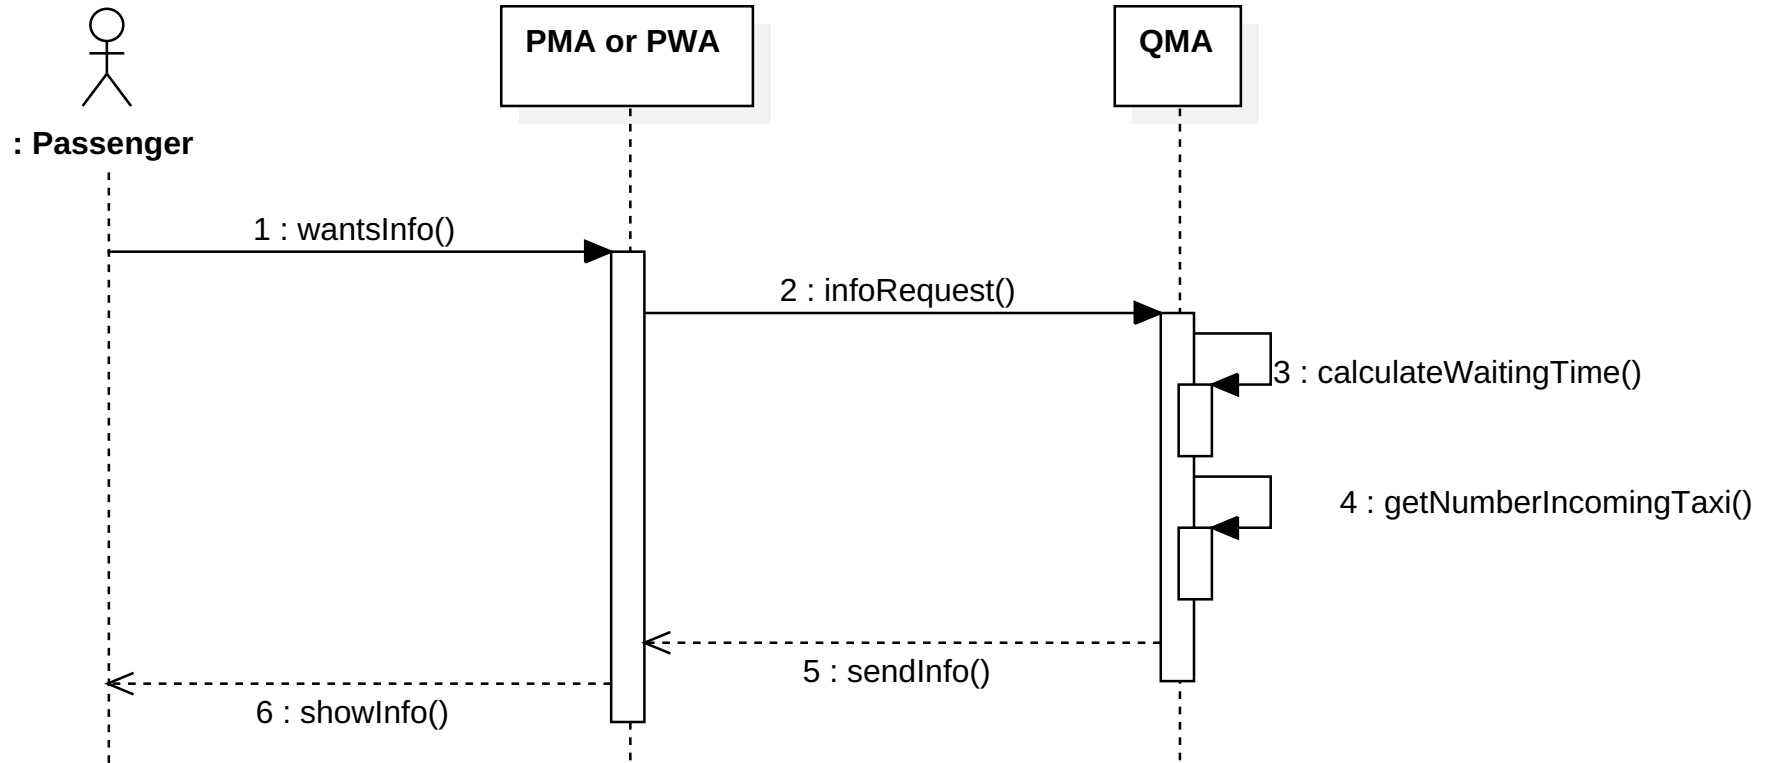 PMA or PWA
QMA
: Passenger
1 : wantsInfo()
2 : infoRequest()
3 : calculateWaitingTime()
4 : getNumberIncomingTaxi()
5 : sendInfo()
6 : showInfo()